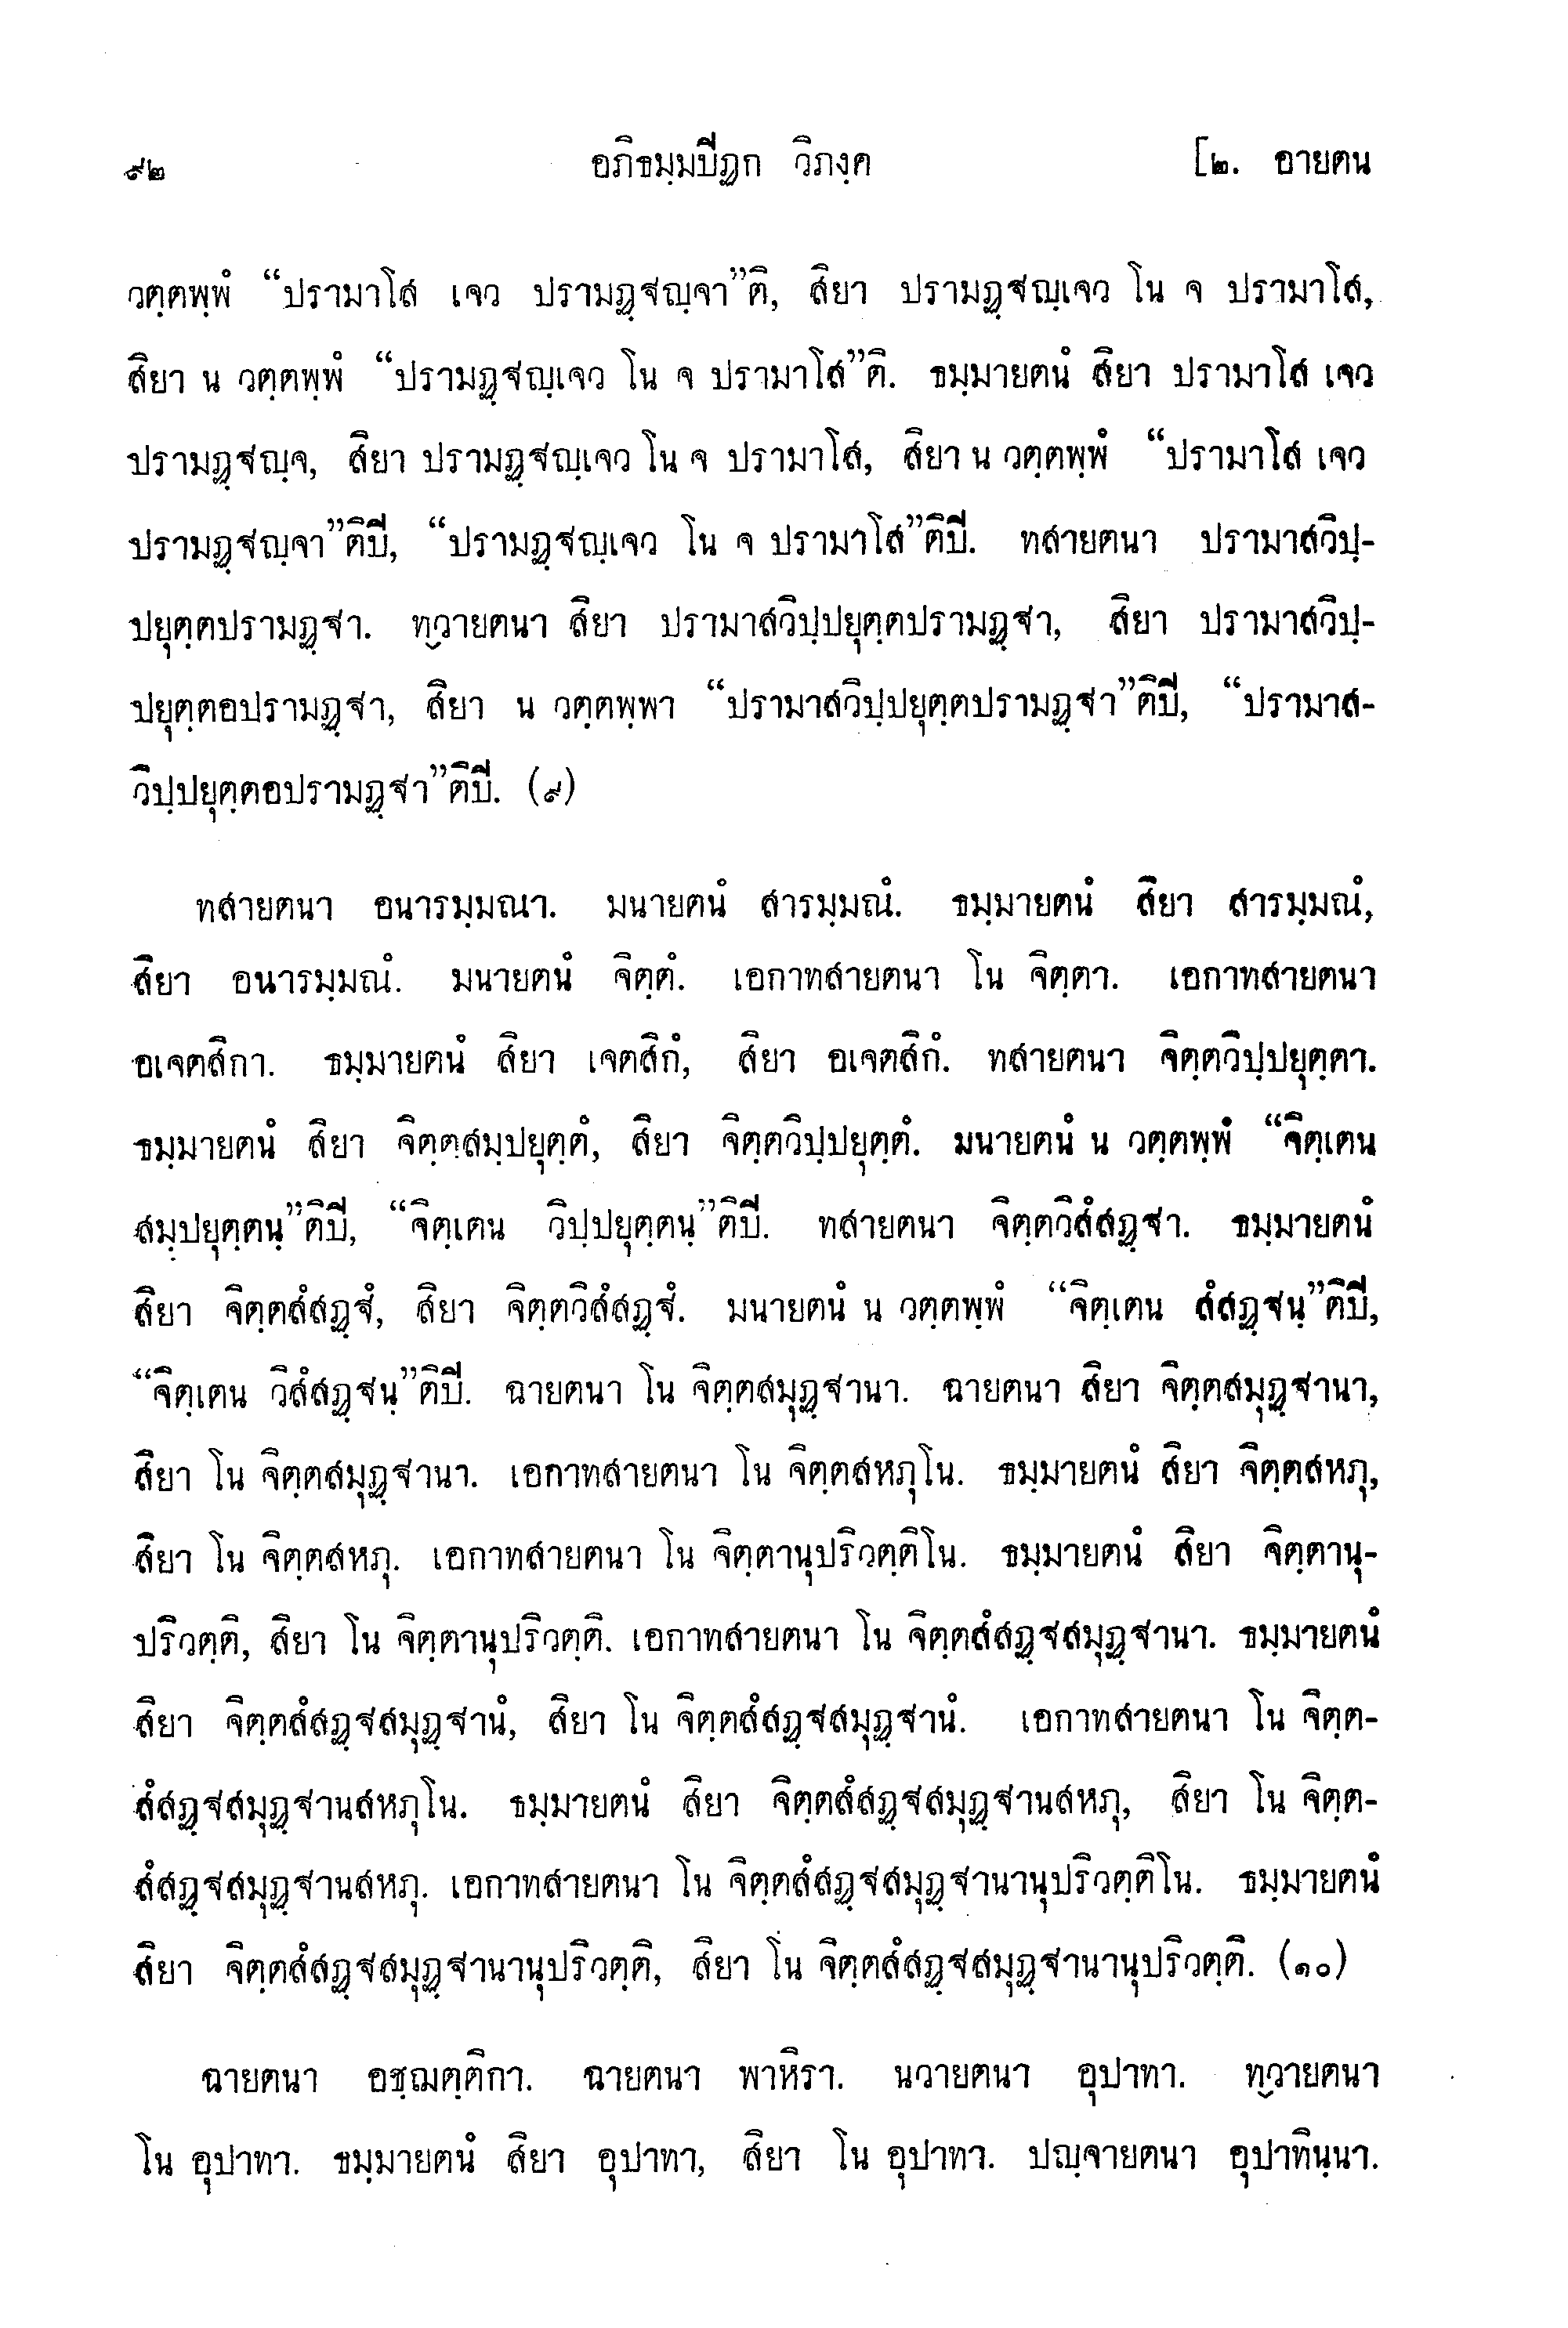 ๙๒ อภิธมฺมปีฏก วิภงฺค [๒. อายตน
วตฺตพฺพํ “ปรามาโส เจว ปรามฏฺฐญฺจา”ติ, สิยา ปรามฏฺฐญฺเจว โน จ ปรามาโส,
สิยา น วตฺตพฺพํ “ปรามฏฺฐญฺเจว โน จ ปรามาโส”ติ. ธมฺมายตนํ สิยา ปรามาโส เจว
ปรามฏฺฐญฺจ, สิยา ปรามฏฺฐญฺเจว โน จ ปรามาโส, สิยา น วตฺตพฺพํ “ปรามาโส เจว
ปรามฏฺฐญฺจา”ติปี, “ปรามฏฺฐญฺเจว โน จ ปรามาโส”ติปี. ทสายตนา ปรามาสวิปฺ-
ปยุตฺตปรามฏฺฐา. ทฺวายตนา สิยา ปรามาสวิปฺปยุตฺตปรามฏฺฐา, สิยา ปรามาสวิปฺ-
ปยุตฺตอปรามฏฺฐา, สิยา น วตฺตพฺพา “ปรามาสวิปฺปยุตฺตปรามฏฺฐา”ติปี, “ปรามาส-
วิปฺปยุตฺตอปรามฏฺฐา”ติปี. (๙)
ทสายตนา อนารมฺมณา. มนายตนํ สารมฺมณํ. ธมฺมายตนํ สิยา สารมฺมณํ,
สิยา อนารมฺมณํ. มนายตนํ จิตฺตํ. เอกาทสายตนา โน จิตฺตา. เอกาทสายตนา
อเจตสิกา. ธมฺมายตนํ สิยา เจตสิกํ, สิยา อเจตสิกํ. ทสายตนา จิตฺตวิปฺปยุตฺตา.
ธมฺมายตนํ สิยา จิตฺตสมฺปยุตฺตํ, สิยา จิตฺตวิปฺปยุตฺตํ. มนายตนํ น วตฺตพฺพํ “จิตฺเตน
สมฺปยุตฺตนฺ”ติปี, “จิตฺเตน วิปฺปยุตฺตนฺ”ติปี. ทสายตนา จิตฺตวิสํสฏฺฐา. ธมฺมายตนํ
สิยา จิตฺตสํสฏฺฐํ, สิยา จิตฺตวิสํสฏฺฐํ. มนายตนํ น วตฺตพฺพํ “จิตฺเตน สํสฏฺฐนฺ”ติปี,
“จิตฺเตน วิสํสฏฺฐนฺ”ติปี. ฉายตนา โน จิตฺตสมุฏฺฐานา. ฉายตนา สิยา จิตฺตสมุฏฺฐานา,
สิยา โน จิตฺตสมุฏฺฐานา. เอกาทสายตนา โน จิตฺตสหภุโน. ธมฺมายตนํ สิยา จิตฺตสหภุ,
สิยา โน จิตฺตสหภุ. เอกาทสายตนา โน จิตฺตานุปริวตฺติโน. ธมฺมายตนํ สิยา จิตฺตานุ-
ปริวตฺติ, สิยา โน จิตฺตานุปริวตฺติ. เอกาทสายตนา โน จิตฺตสํสฏฺฐสมุฏฺฐานา. ธมฺมายตนํ
สิยา จิตฺตสํสฏฺฐสมุฏฺฐานํ, สิยา โน จิตฺตสํสฏฺฐสมุฏฺฐานํ. เอกาทสายตนา โน จิตฺต-
สํสฏฺฐสมุฏฺฐานสหภุโน. ธมฺมายตนํ สิยา จิตฺตสํสฏฺฐสมุฏฺฐานสหภุ, สิยา โน จิตฺต-
สํสฏฺฐสมุฏฺฐานสหภุ. เอกาทสายตนา โน จิตฺตสํสฏฺฐสมุฏฺฐานานุปริวตฺติโน. ธมฺมายตนํ
สิยา จิตฺตสํสฏฺฐสมุฏฺฐานานุปริวตฺติ, สิยา โน จิตฺตสํสฏฺฐสมุฏฺฐานานุปริวตฺติ. (๑๐)
ฉายตนา อชฺฌตฺติกา. ฉายตนา พาหิรา. นวายตนา อุปาทา. ทฺวายตนา
โน อุปาทา. ธมฺมายตนํ สิยา อุปาทา, สิยา โน อุปาทา. ปญฺจายตนา อุปาทินฺนา.